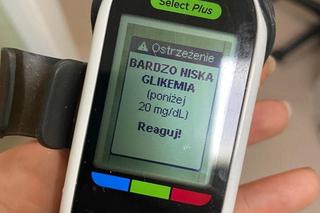 Select Plus
Ostrzeżenie
BARDZO NISKA
GLIKEMIA
(poniżej
20 mg/dL)
Reaguj!